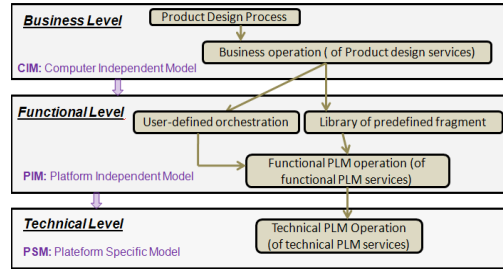 Business Level
Product Design Process
Business operation ( of Product design services)
CIM: Computer Independent Model
Functional Level
User-defined orchestration
Library of predefined fragment
Functional PLM operation (of
functional PLM services)
PIM: Platform Independent Model
Technical Level
Technical PLM Operation
(of technical PLM services)
PSM: Plateform Specific Model